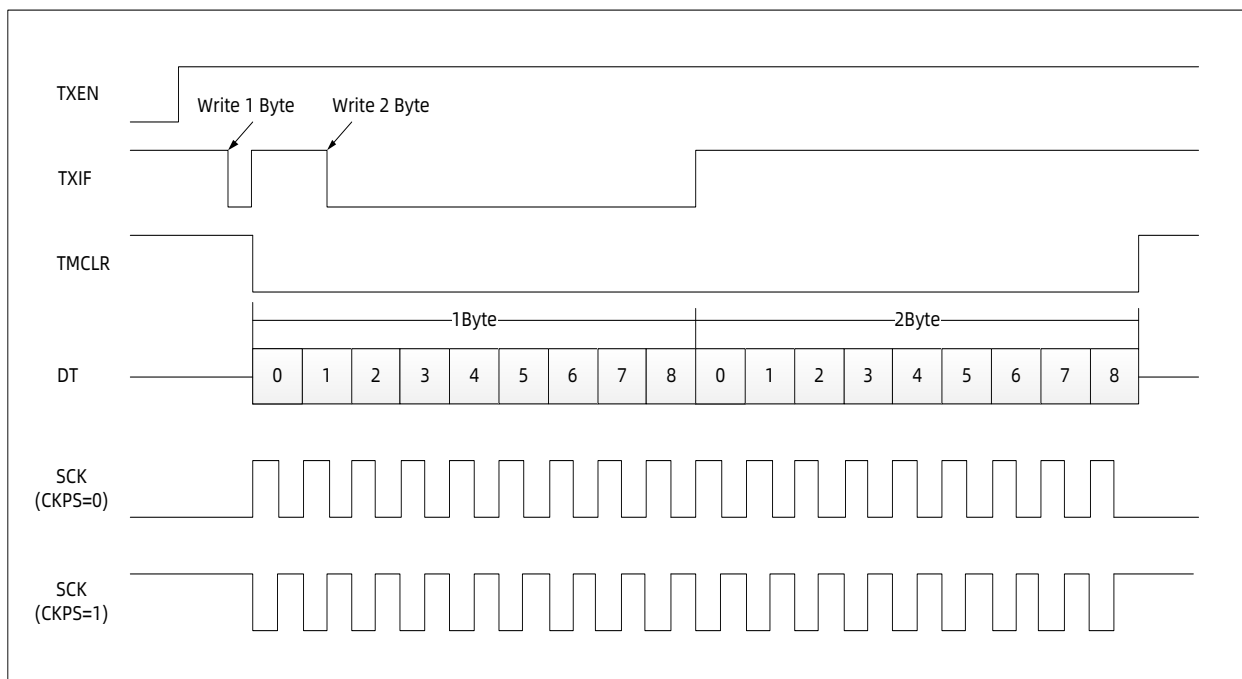 TXEN
Write 1 Byte Write 2 Byte
TXIF
TMCLR
1Byte 2Byte
DT 0 1 2 3 4 5 6 7 8 0 1 2 3 4 5 6 7 8
SCK
(CKPS=0)
SCK
(CKPS=1)